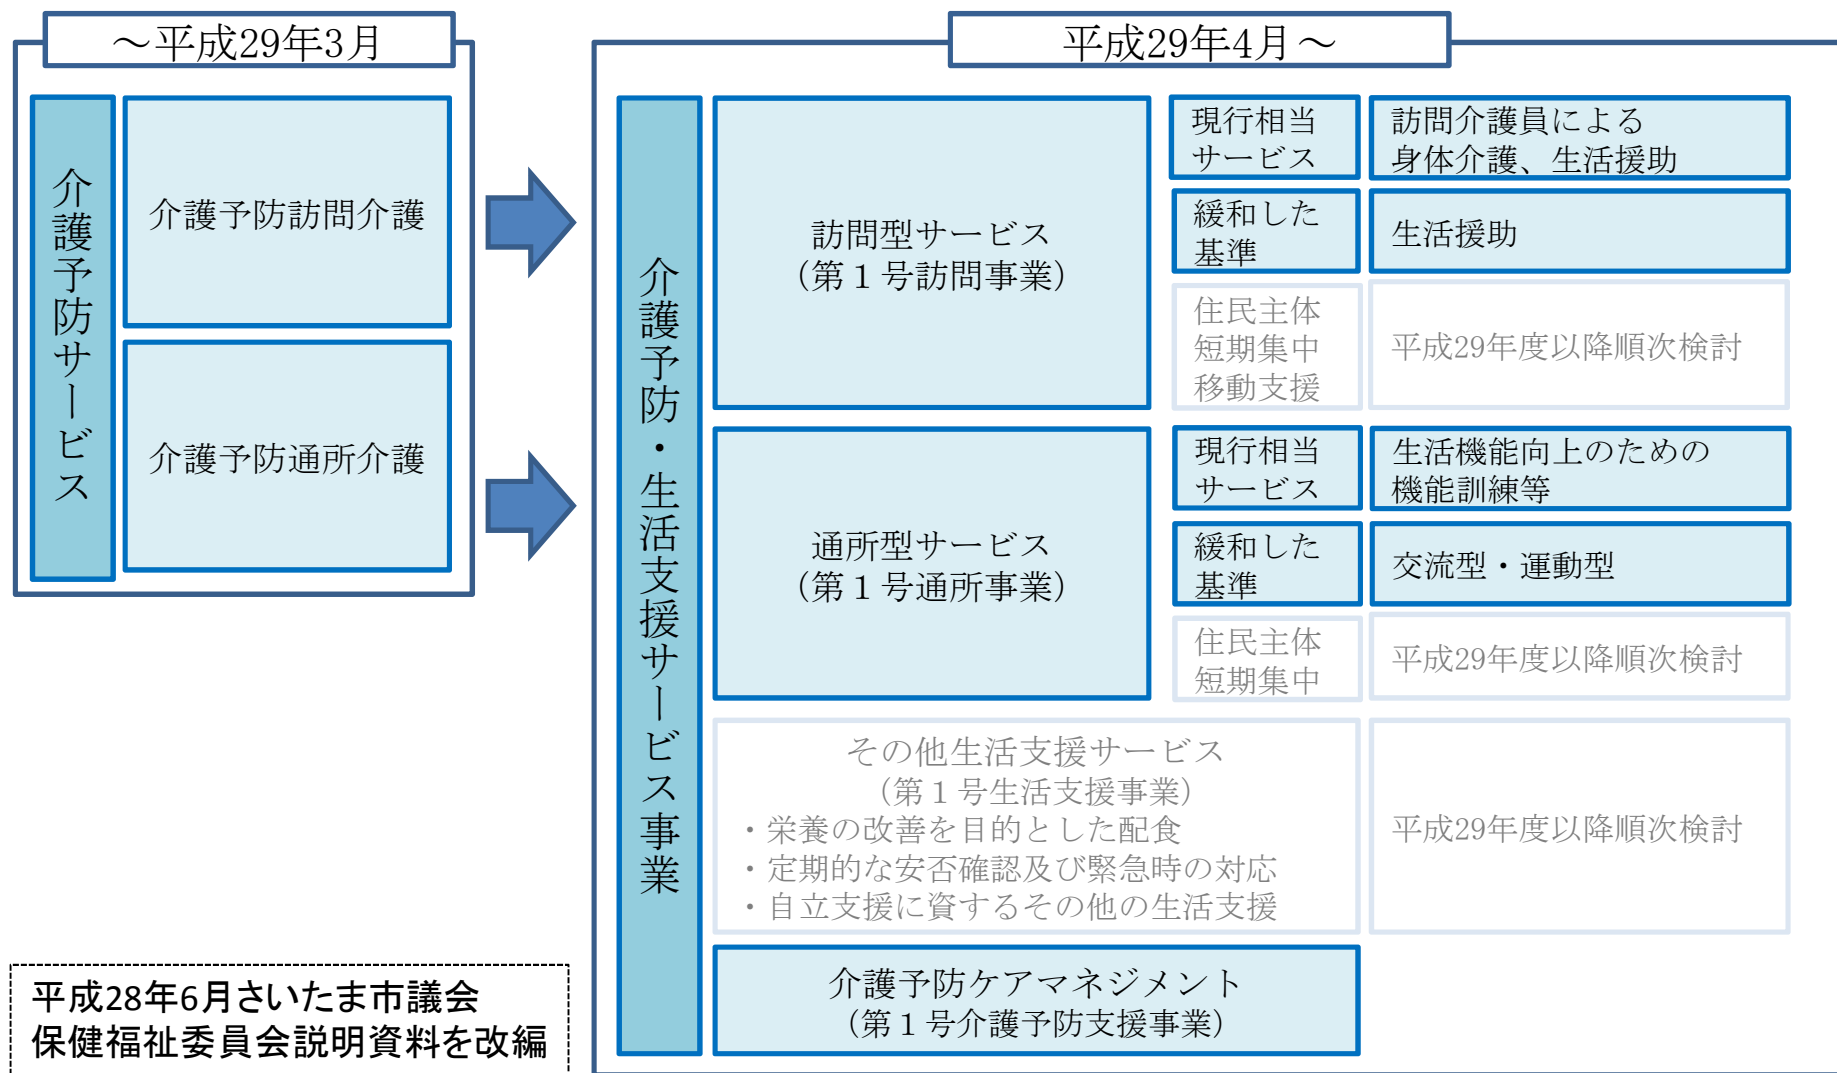 ～平成29年3月
介護予防サービス
介護予防訪問介護
介護予防通所介護
平成29年4月～
介護予防・生活支援サービス事業
訪問型サービス
（第１号訪問事業）
現行相当
サービス
訪問介護員による
身体介護、生活援助
緩和した
基準
生活援助
住民主体
短期集中
移動支援
平成29年度以降順次検討
通所型サービス
（第１号通所事業）
現行相当
サービス
生活機能向上のための
機能訓練等
緩和した
基準
交流型・運動型
住民主体
短期集中
平成29年度以降順次検討
その他生活支援サービス
（第１号生活支援事業）
・栄養の改善を目的とした配食
・定期的な安否確認及び緊急時の対応
・自立支援に資するその他の生活支援
平成29年度以降順次検討
介護予防ケアマネジメント
（第１号介護予防支援事業）
平成28年6月さいたま市議会
保健福祉委員会説明資料を改編